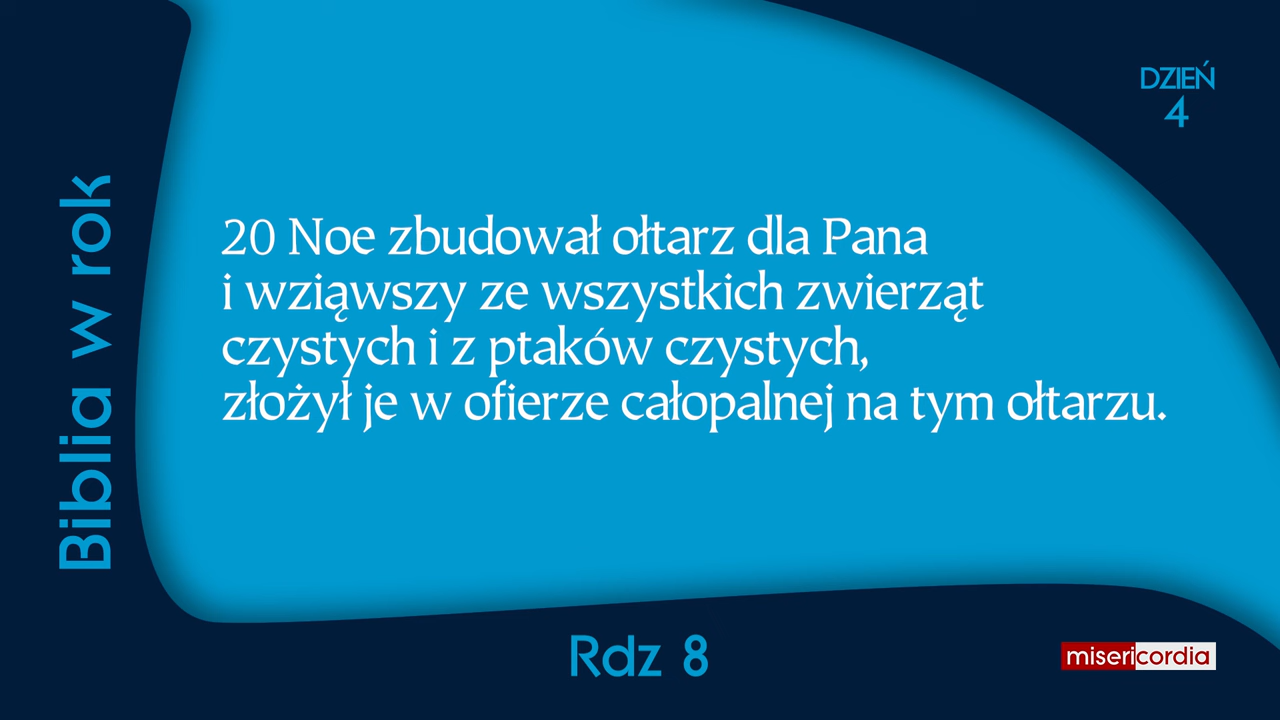 DZIEŃ
4
Biblia w rok
20 Noe zbudował ołtarz dla Pana
i wziąwszy ze wszystkich zwierząt
czystych i z ptaków czystych,
złożył je w ofierze całopalnej na tym ołtarzu.
Rdz 8
misericordia